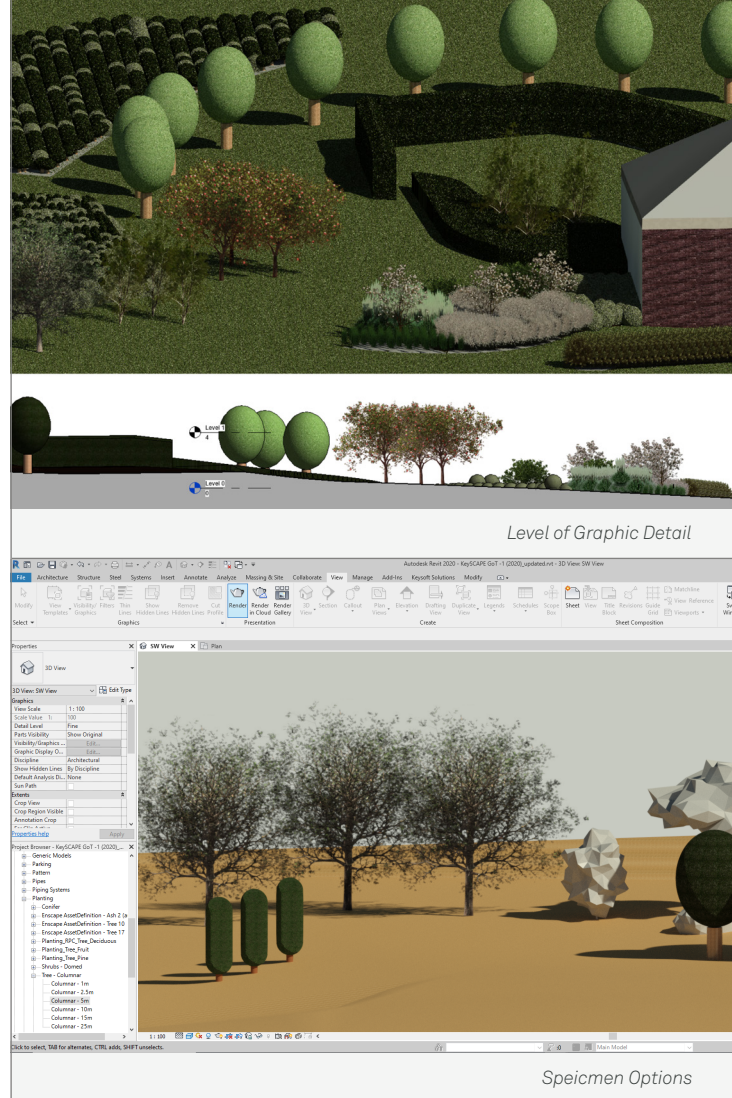 Level 1
4
Level 0
0
Level of Graphic Detail
Autodesk Revit 2020 - KeySCAPE GoT -1 (2020)_updated.rvt - 3D View: SW View
File Architecture Structure Steel Systems Insert Annotate Analyze Massing & Site Collaborate View Manage Add-Ins Keysoft Solutions Modify
Modify View Templates Visibility/ Graphics Filters Thin Lines Show Hidden Lines Remove Hidden Lines Cut Profile Render Render in Cloud Render Gallery 3D View Section Callout Plan Views Elevation Drafting View Duplicate View Legends Schedules Scope Box Sheet View Title Block Revisions Guide Grid Matchline View Reference Viewports
Select Graphics Presentation Create Sheet Composition
Properties X SW View X Plan
3D View
3D View: SW View Edit Type
Graphics
View Scale 1 : 100
Scale Value 1: 100
Detail Level Fine
Parts Visibility Show Original
Visibility/Graphics ... Edit...
Graphic Display O... Edit...
Discipline Architectural
Show Hidden Lines By Discipline
Default Analysis Di... None
Sun Path
Extents
Crop View
Crop Region Visible
Annotation Crop
Properties help Apply
Project Browser - KeySCAPE GoT -1 (2020)_... X
Generic Models
Parking
Pattern
Pipes
Piping Systems
Planting
Conifer
Enscape AssetDefinition - Ash 2 (a
Enscape AssetDefinition - Tree 10
Enscape AssetDefinition - Tree 17
Planting_RPC_Tree_Deciduous
Planting_Tree_Fruit
Planting_Tree_Pine
Shrubs - Domed
Tree - Columnar
Columnar - 1m
Columnar - 2.5m
Columnar - 5m
Columnar - 10m
Columnar - 15m
Columnar - 25m
1 : 100
Click to select, TAB for alternates, CTRL adds, SHIFT unselects. :0 Main Model
Speicmen Options